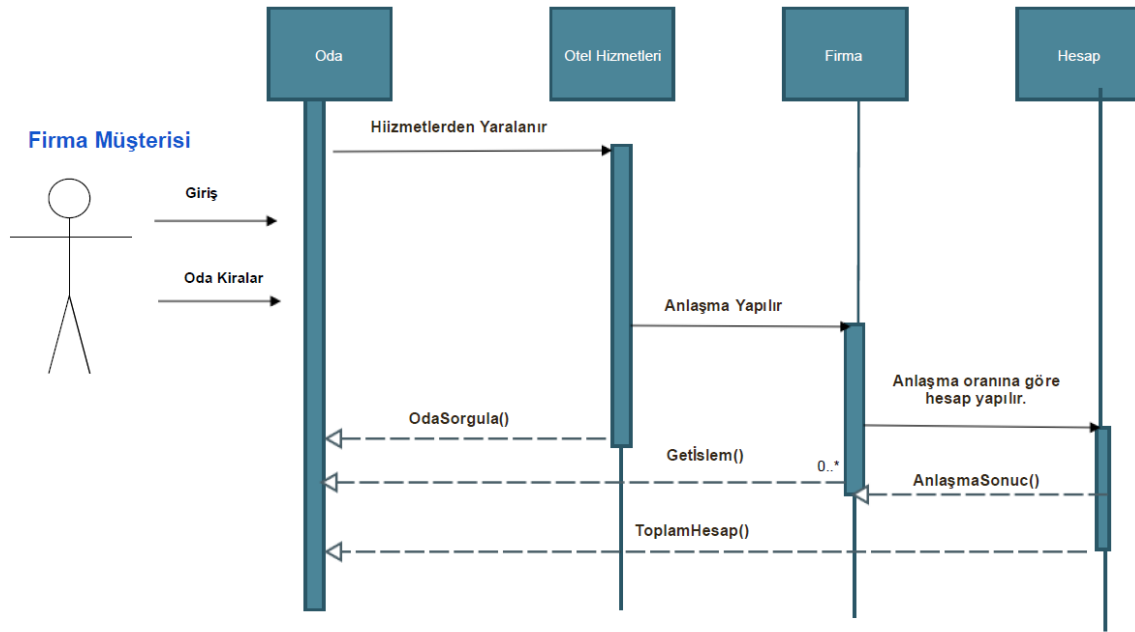 Oda
Otel Hizmetleri
Firma
Hesap
Hiizmetlerden Yaralanır
Firma Müşterisi
Giriş
Oda Kiralar
Anlaşma Yapılır
Anlaşma oranına göre
hesap yapılır.
OdaSorgula()
Getİslem()
0..*
AnlaşmaSonuc()
ToplamHesap()